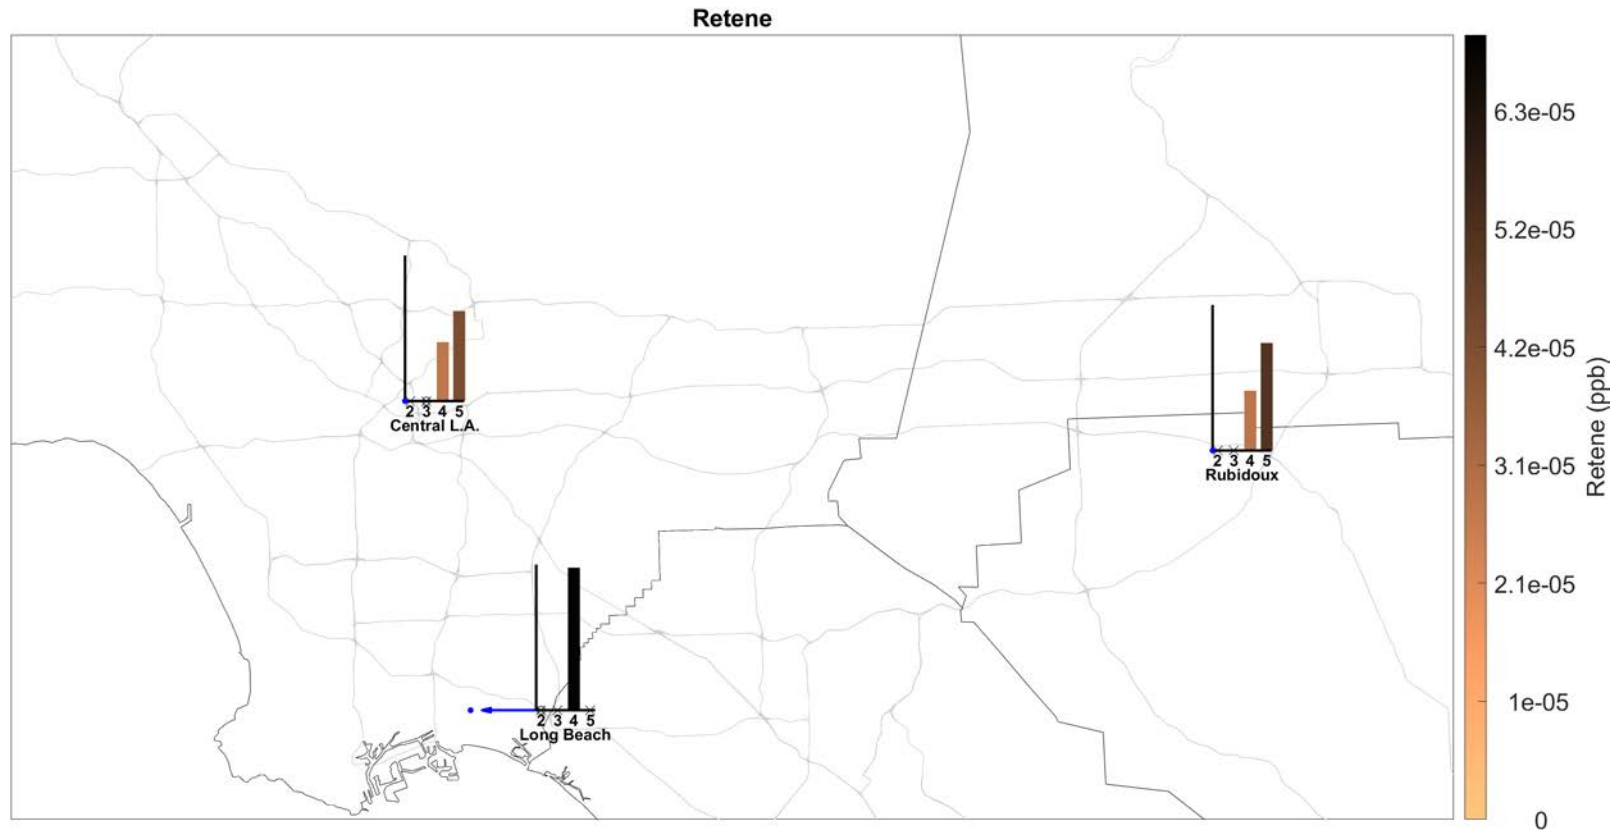 Retene
6.3e-05
5.2e-05
4.2e-05
3.1e-05
2.1e-05
1e-05
0
Retene (ppb)
2 3 4 5
Central L.A.
2 3 4 5
Rubidoux
2 3 4 5
Long Beach